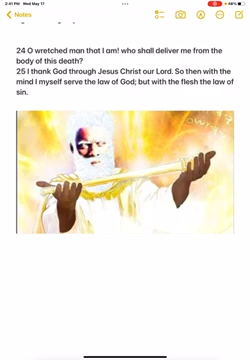 2:41 PM Wed May 17
48%
Notes
24 O wretched man that I am! who shall deliver me from the
body of this death?
25 I thank God through Jesus Christ our Lord. So then with the
mind I myself serve the law of God; but with the flesh the law of
sin.